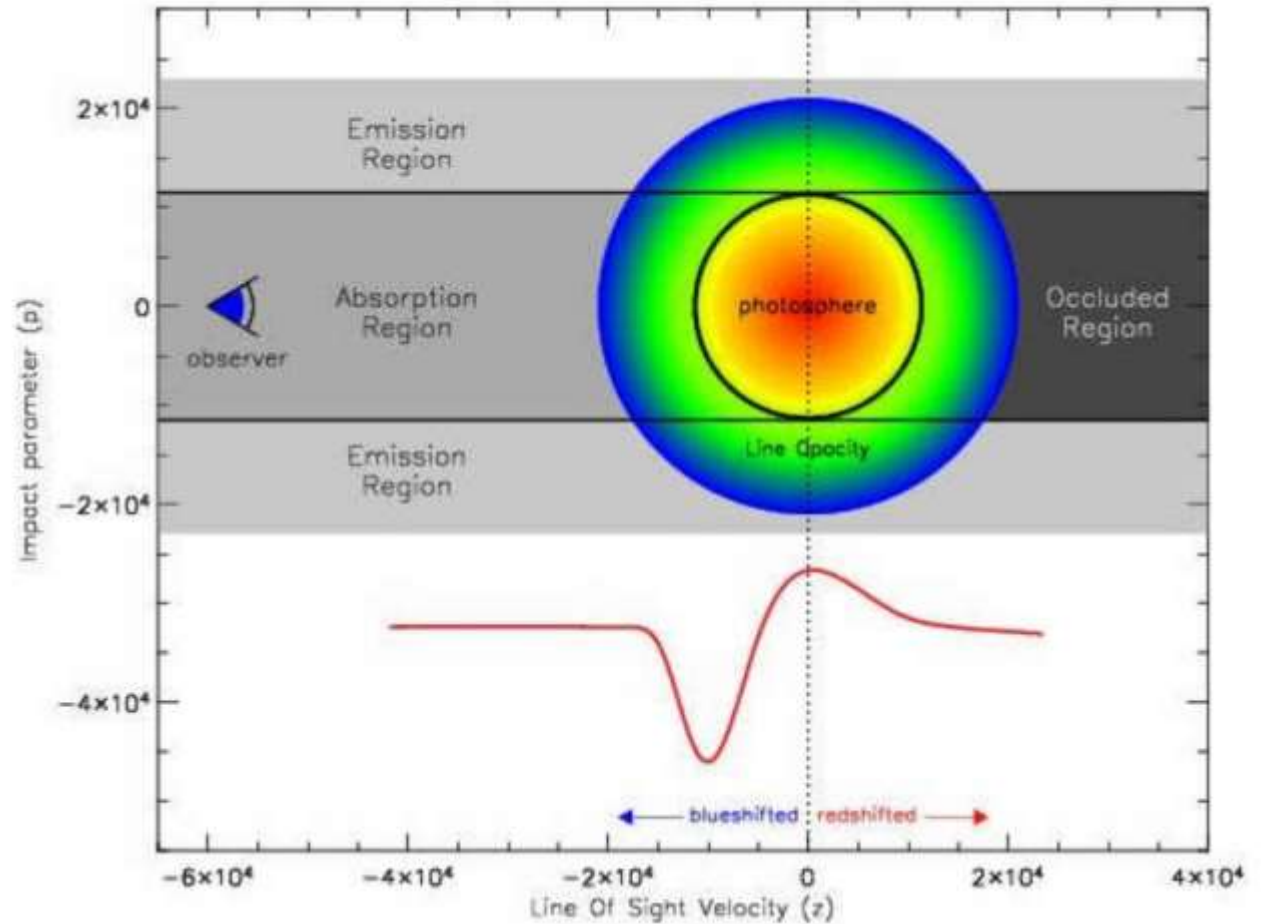 2×10⁴
0
−2×10⁴
−4×10⁴
Impact parameter (p)
Emission
Region
Absorption
Region
observer
Emission
Region
photosphere
Line Opacity
Occluded
Region
blueshifted
redshifted
−6×10⁴
−4×10⁴
−2×10⁴
0
2×10⁴
4×10⁴
Line Of Sight Velocity (z)